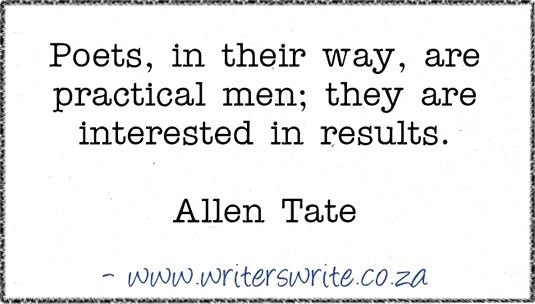 Poets, in their way, are
practical men; they are
interested in results.
Allen Tate
- www.writerswrite.co.za